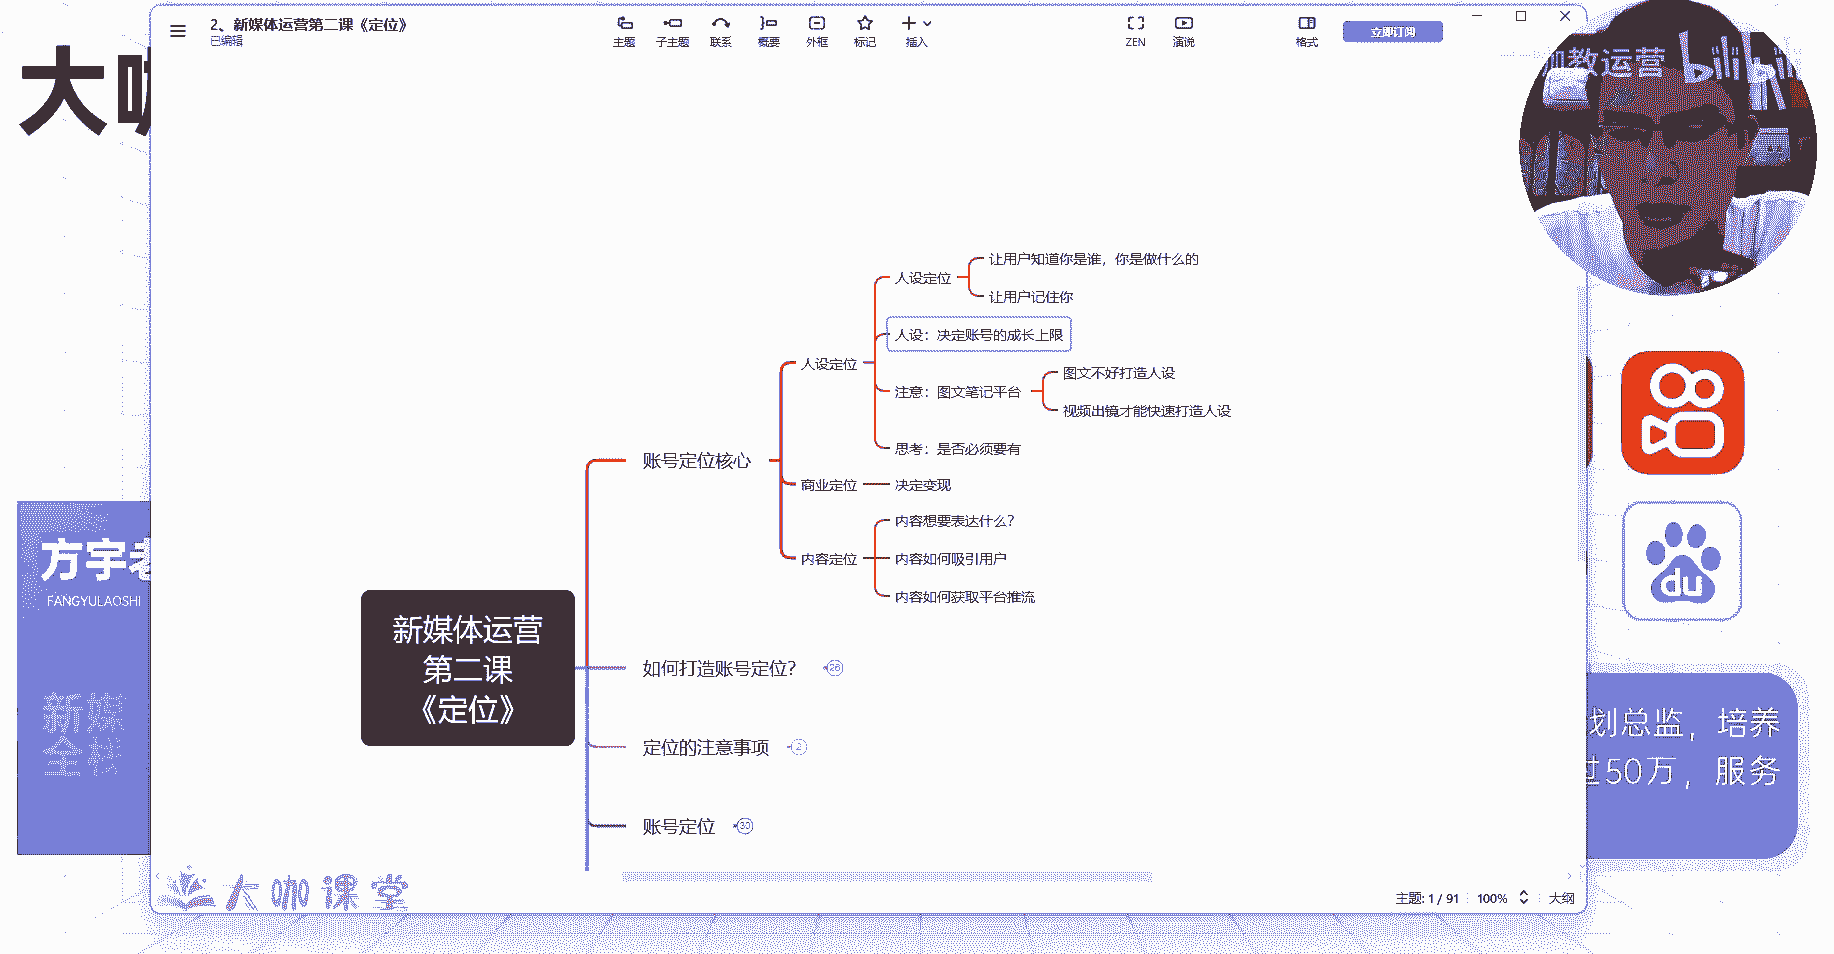 2、新媒体运营第二课《定位》
已编辑
主题
子主题
联系
概要
外框
标记
插入
ZEN
演说
格式
立即订阅
大咖
教运营
bilibili
人设定位
让用户知道你是谁，你是做什么的
让用户记住你
人设：决定账号的成长上限
人设定位
注意：图文笔记平台
图文不好打造人设
视频出镜才能快速打造人设
思考：是否必须要有
账号定位核心
商业定位
决定变现
内容定位
内容想要表达什么？
内容如何吸引用户
内容如何获取平台推流
新媒体运营
第二课
《定位》
如何打造账号定位？
26
定位的注意事项
2
账号定位
30
方宇老
FANGYULAOSHI
新媒
全栈
du
划总监，培养
过50万，服务
大咖课堂
主题: 1 / 91
100%
大纲